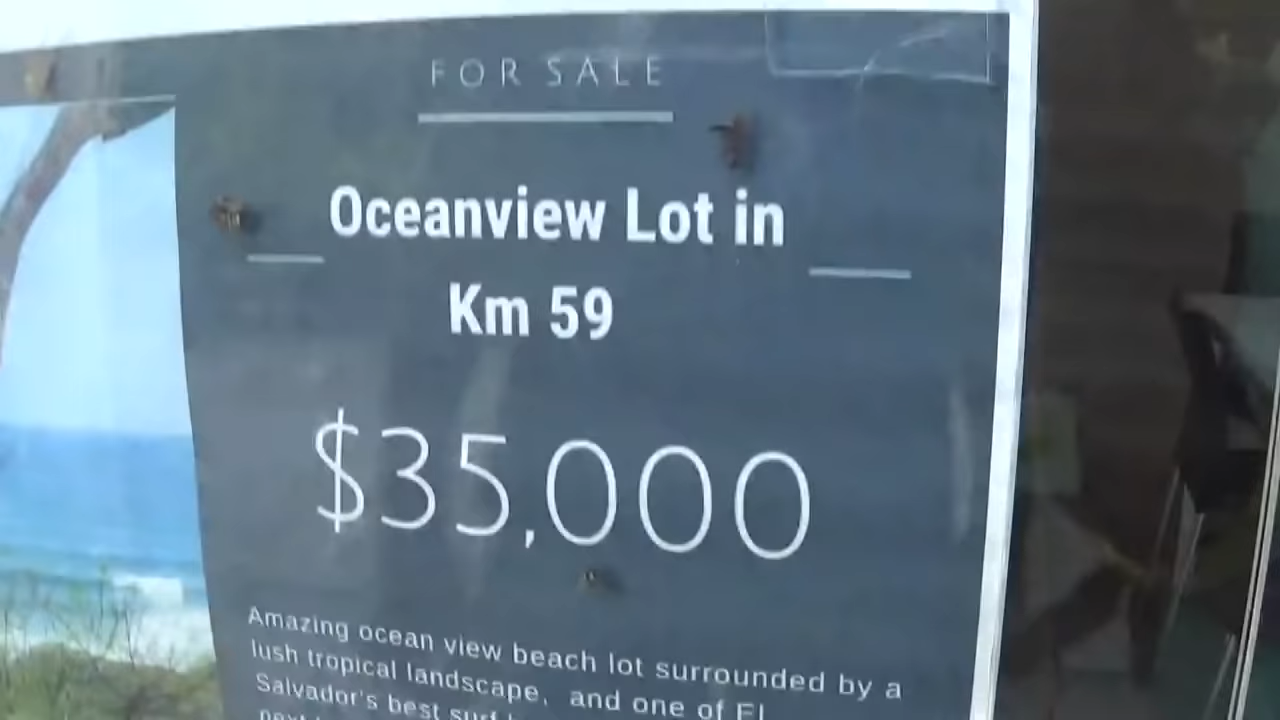 FOR SALE
Oceanview Lot in
Km 59
$35,000
Amazing ocean view beach lot surrounded by a
lush tropical landscape, and one of El
Salvador's best surf